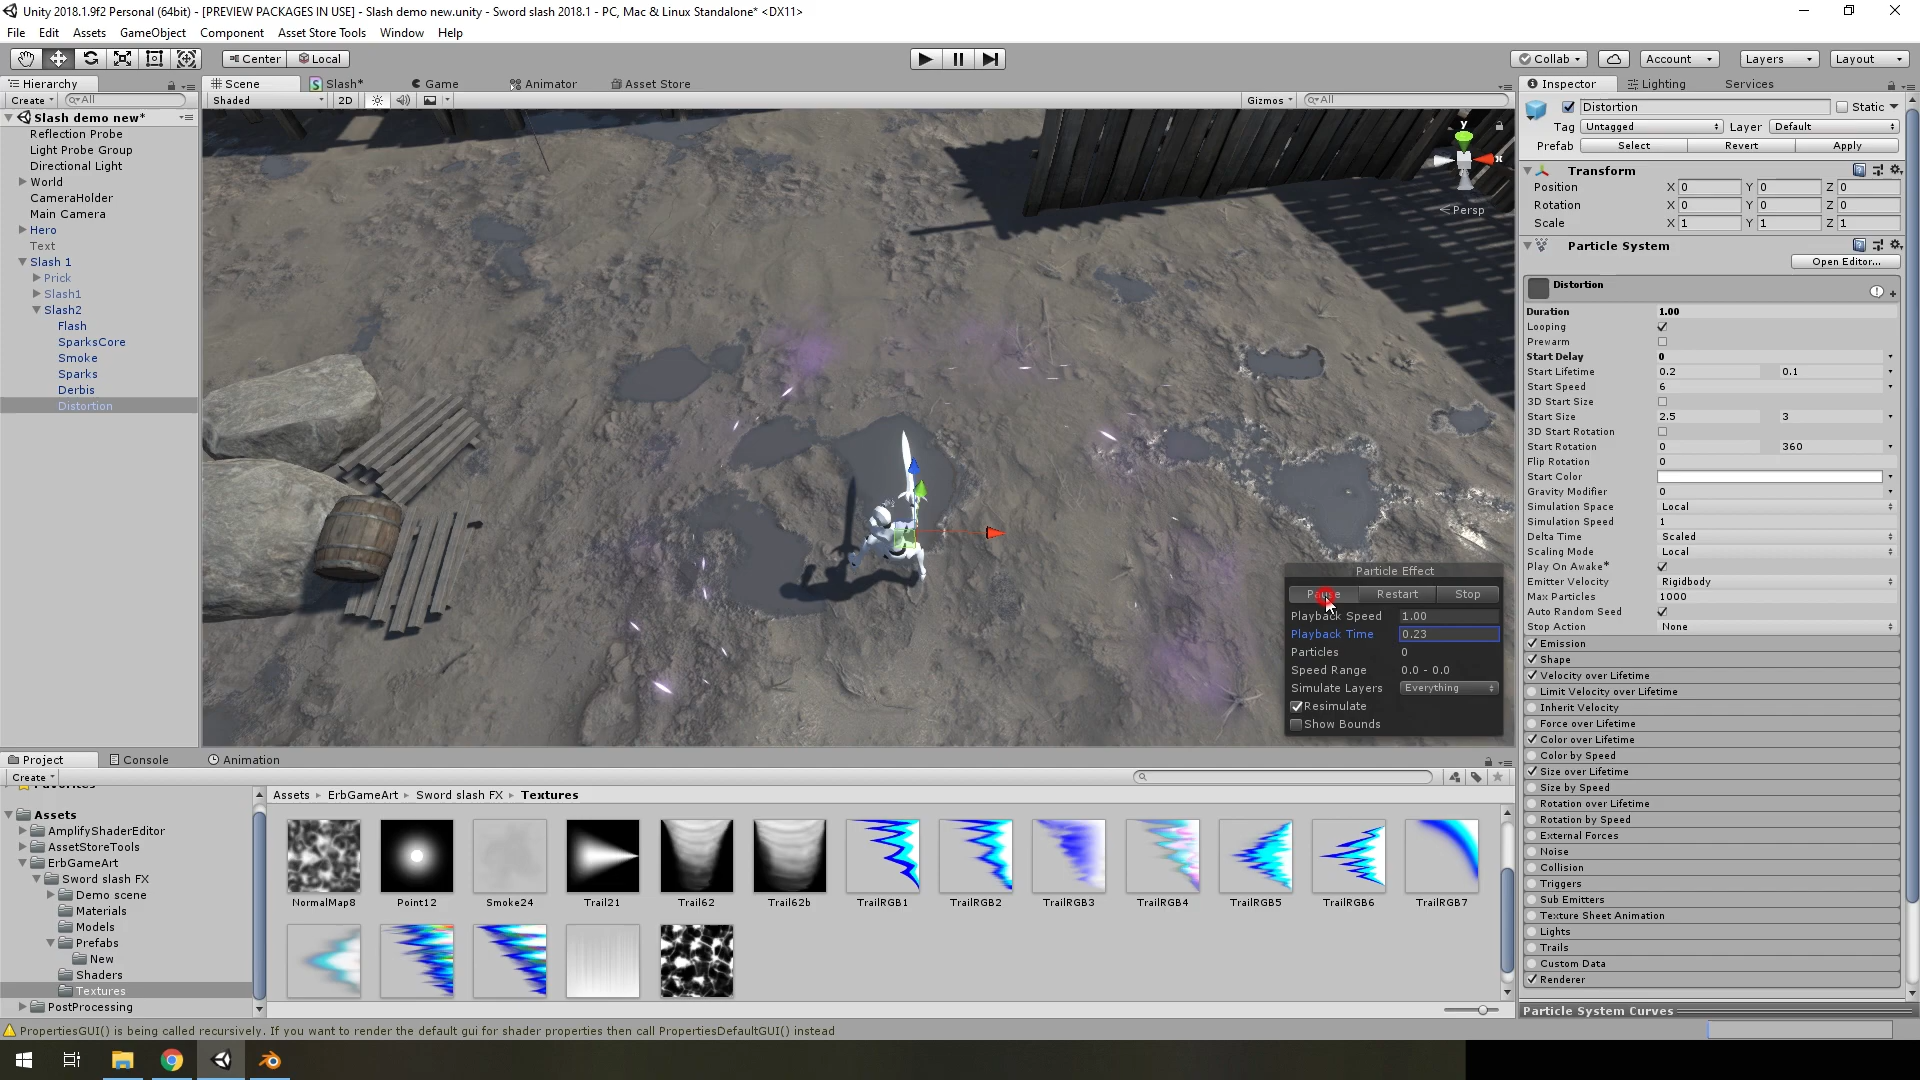 Unity 2018.1.9f2 Personal (64bit) - [PREVIEW PACKAGES IN USE] - Slash demo new.unity - Sword slash 2018.1 - PC, Mac & Linux Standalone* <DX11>
File Edit Assets GameObject Component Asset Store Tools Window Help
Center Local Collab Account Layers Layout
Hierarchy
Create All
Slash demo new*
Reflection Probe
Light Probe Group
Directional Light
World
CameraHolder
Main Camera
Hero
Text
Slash 1
Prick
Slash1
Slash2
Flash
SparksCore
Smoke
Sparks
Derbis
Distortion
Scene Slash* Game Animator Asset Store
Shaded 2D Gizmos All
y
x
Persp
Particle Effect
Pause Restart Stop
Playback Speed 1.00
Playback Time 0.23
Particles 0
Speed Range 0.0 - 0.0
Simulate Layers Everything
Resimulate
Show Bounds
Inspector Lighting Services
Distortion Static
Tag Untagged Layer Default
Prefab Select Revert Apply
Transform
Position X 0 Y 0 Z 0
Rotation X 0 Y 0 Z 0
Scale X 1 Y 1 Z 1
Particle System
Open Editor...
Distortion
Duration 1.00
Looping
Prewarm
Start Delay 0
Start Lifetime 0.2 0.1
Start Speed 6
3D Start Size
Start Size 2.5 3
3D Start Rotation
Start Rotation 0 360
Flip Rotation 0
Start Color
Gravity Modifier 0
Simulation Space Local
Simulation Speed 1
Delta Time Scaled
Scaling Mode Local
Play On Awake*
Emitter Velocity Rigidbody
Max Particles 1000
Auto Random Seed
Stop Action None
Emission
Shape
Velocity over Lifetime
Limit Velocity over Lifetime
Inherit Velocity
Force over Lifetime
Color over Lifetime
Color by Speed
Size over Lifetime
Size by Speed
Rotation over Lifetime
Rotation by Speed
External Forces
Noise
Collision
Triggers
Sub Emitters
Texture Sheet Animation
Lights
Trails
Custom Data
Renderer
Particle System Curves
Project Console Animation
Create
Favorites
Assets
AmplifyShaderEditor
AssetStoreTools
ErbGameArt
Sword slash FX
Demo scene
Materials
Models
Prefabs
New
Shaders
Textures
PostProcessing
Assets ErbGameArt Sword slash FX Textures
NormalMap8 Point12 Smoke24 Trail21 Trail62 Trail62b TrailRGB1 TrailRGB2 TrailRGB3 TrailRGB4 TrailRGB5 TrailRGB6 TrailRGB7
PropertiesGUI() is being called recursively. If you want to render the default gui for shader properties then call PropertiesDefaultGUI() instead